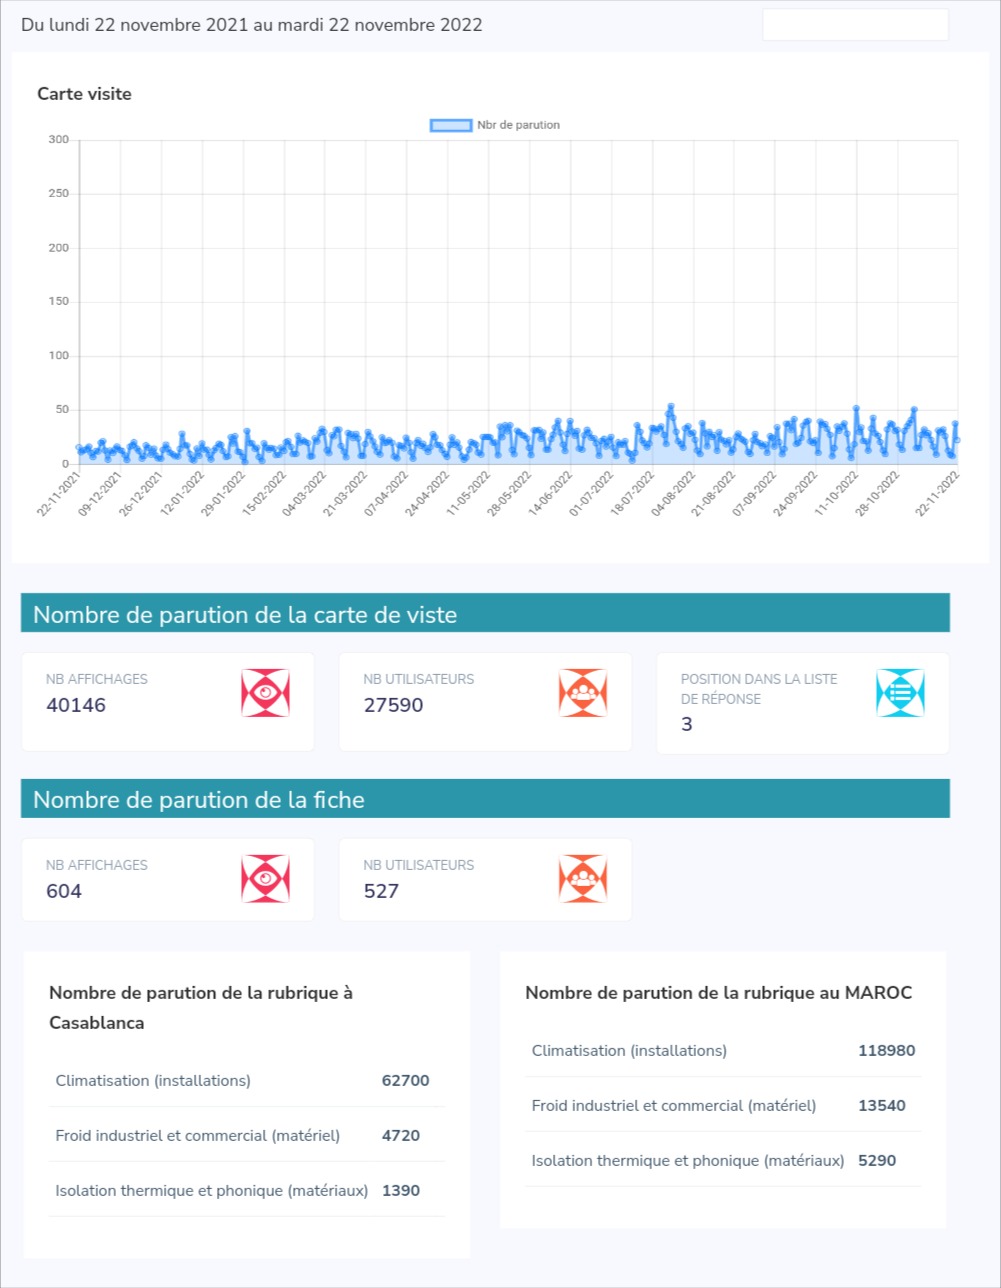 Du lundi 22 novembre 2021 au mardi 22 novembre 2022
Carte visite
Nbr de parution
300
250
200
150
100
50
0
22-11-2021
09-12-2021
26-12-2021
12-01-2022
29-01-2022
15-02-2022
04-03-2022
21-03-2022
07-04-2022
24-04-2022
11-05-2022
28-05-2022
14-06-2022
01-07-2022
18-07-2022
04-08-2022
21-08-2022
07-09-2022
24-09-2022
11-10-2022
28-10-2022
22-11-2022
Nombre de parution de la carte de viste
NB AFFICHAGES
40146
NB UTILISATEURS
27590
POSITION DANS LA LISTE
DE RÉPONSE
3
Nombre de parution de la fiche
NB AFFICHAGES
604
NB UTILISATEURS
527
Nombre de parution de la rubrique à
Casablanca
Climatisation (installations) 62700
Froid industriel et commercial (matériel) 4720
Isolation thermique et phonique (matériaux) 1390
Nombre de parution de la rubrique au MAROC
Climatisation (installations) 118980
Froid industriel et commercial (matériel) 13540
Isolation thermique et phonique (matériaux) 5290